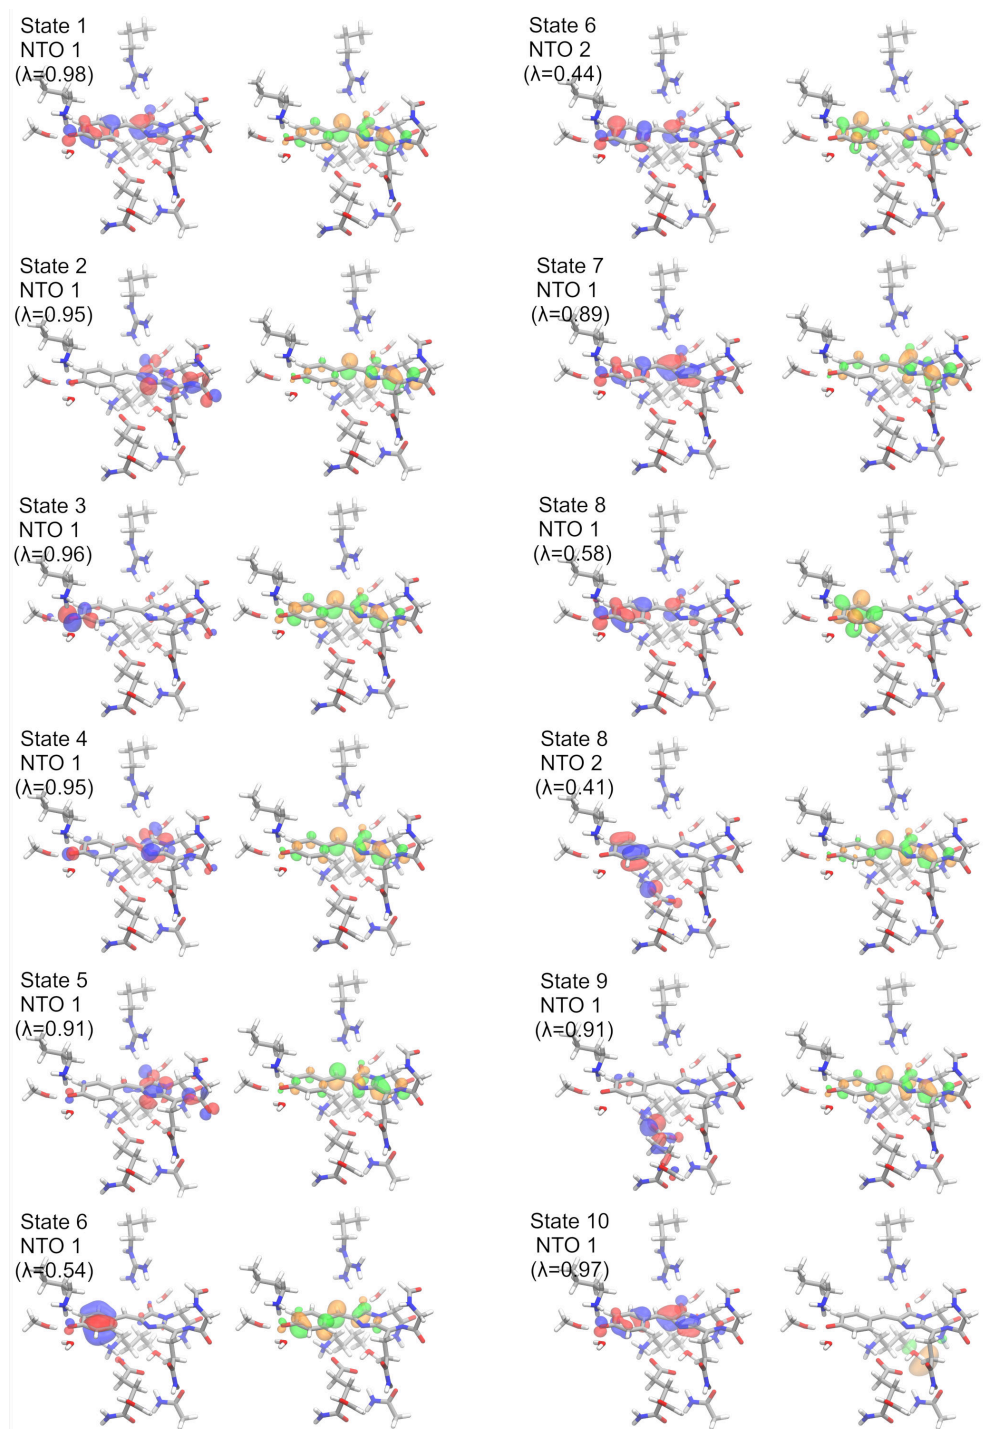 State 1
NTO 1
(λ=0.98)
State 2
NTO 1
(λ=0.95)
State 3
NTO 1
(λ=0.96)
State 4
NTO 1
(λ=0.95)
State 5
NTO 1
(λ=0.91)
State 6
NTO 1
(λ=0.54)
State 6
NTO 2
(λ=0.44)
State 7
NTO 1
(λ=0.89)
State 8
NTO 1
(λ=0.58)
State 8
NTO 2
(λ=0.41)
State 9
NTO 1
(λ=0.91)
State 10
NTO 1
(λ=0.97)